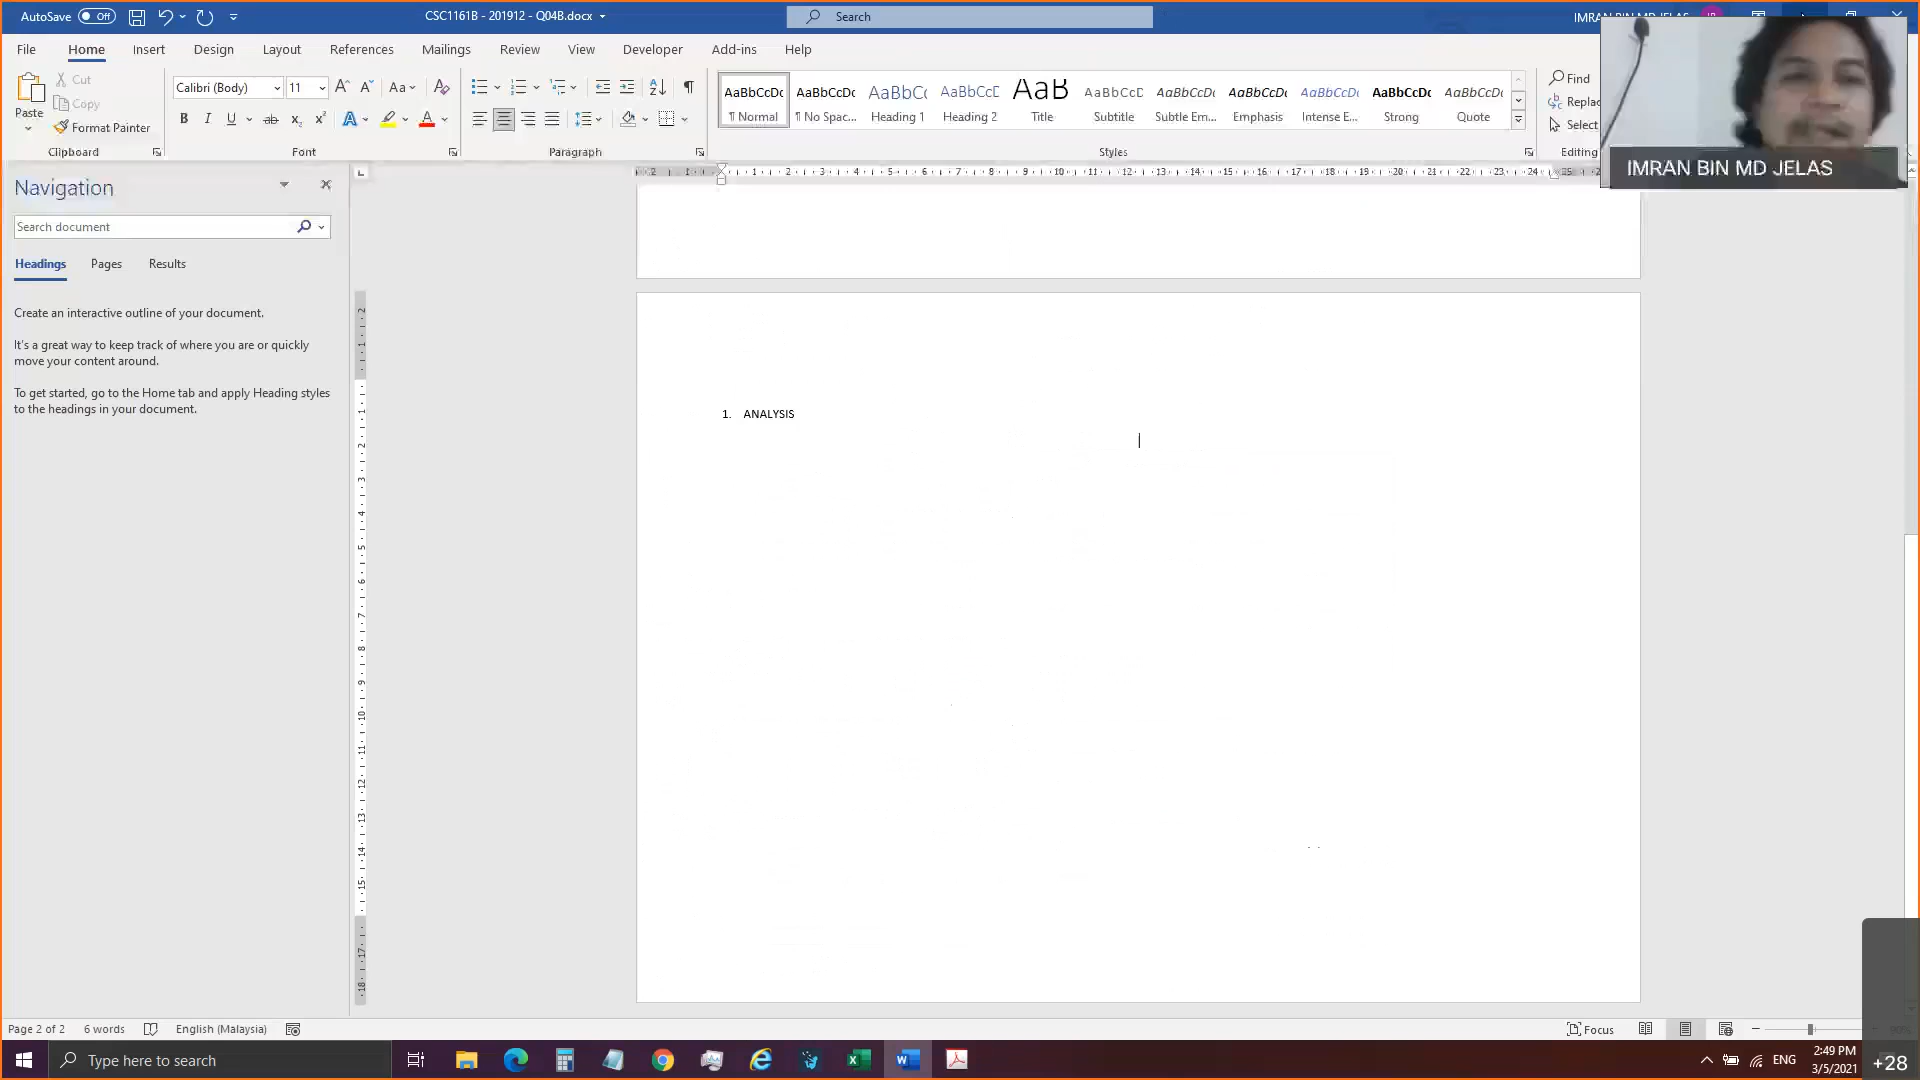 AutoSave Off CSC1161B - 201912 - Q04B.docx Search
File Home Insert Design Layout References Mailings Review View Developer Add-ins Help
Paste Cut Copy Format Painter
Clipboard
Calibri (Body) 11
Font
Paragraph
AaBbCcDc AaBbCcDc AaBbCc AaBbCcD AaB AaBbCcD AaBbCcDc AaBbCcDc AaBbCcDc AaBbCcDc AaBbCcDc
¶ Normal ¶ No Spac... Heading 1 Heading 2 Title Subtitle Subtle Em... Emphasis Intense E... Strong Quote
Styles
Find
Replac
Select
Editing
IMRAN BIN MD JELAS
Navigation
Search document
Headings Pages Results
Create an interactive outline of your document.
It's a great way to keep track of where you are or quickly
move your content around.
To get started, go to the Home tab and apply Heading styles
to the headings in your document.
1. ANALYSIS
Page 2 of 2 6 words English (Malaysia) Focus
Type here to search ENG 2:49 PM
3/5/2021
+28